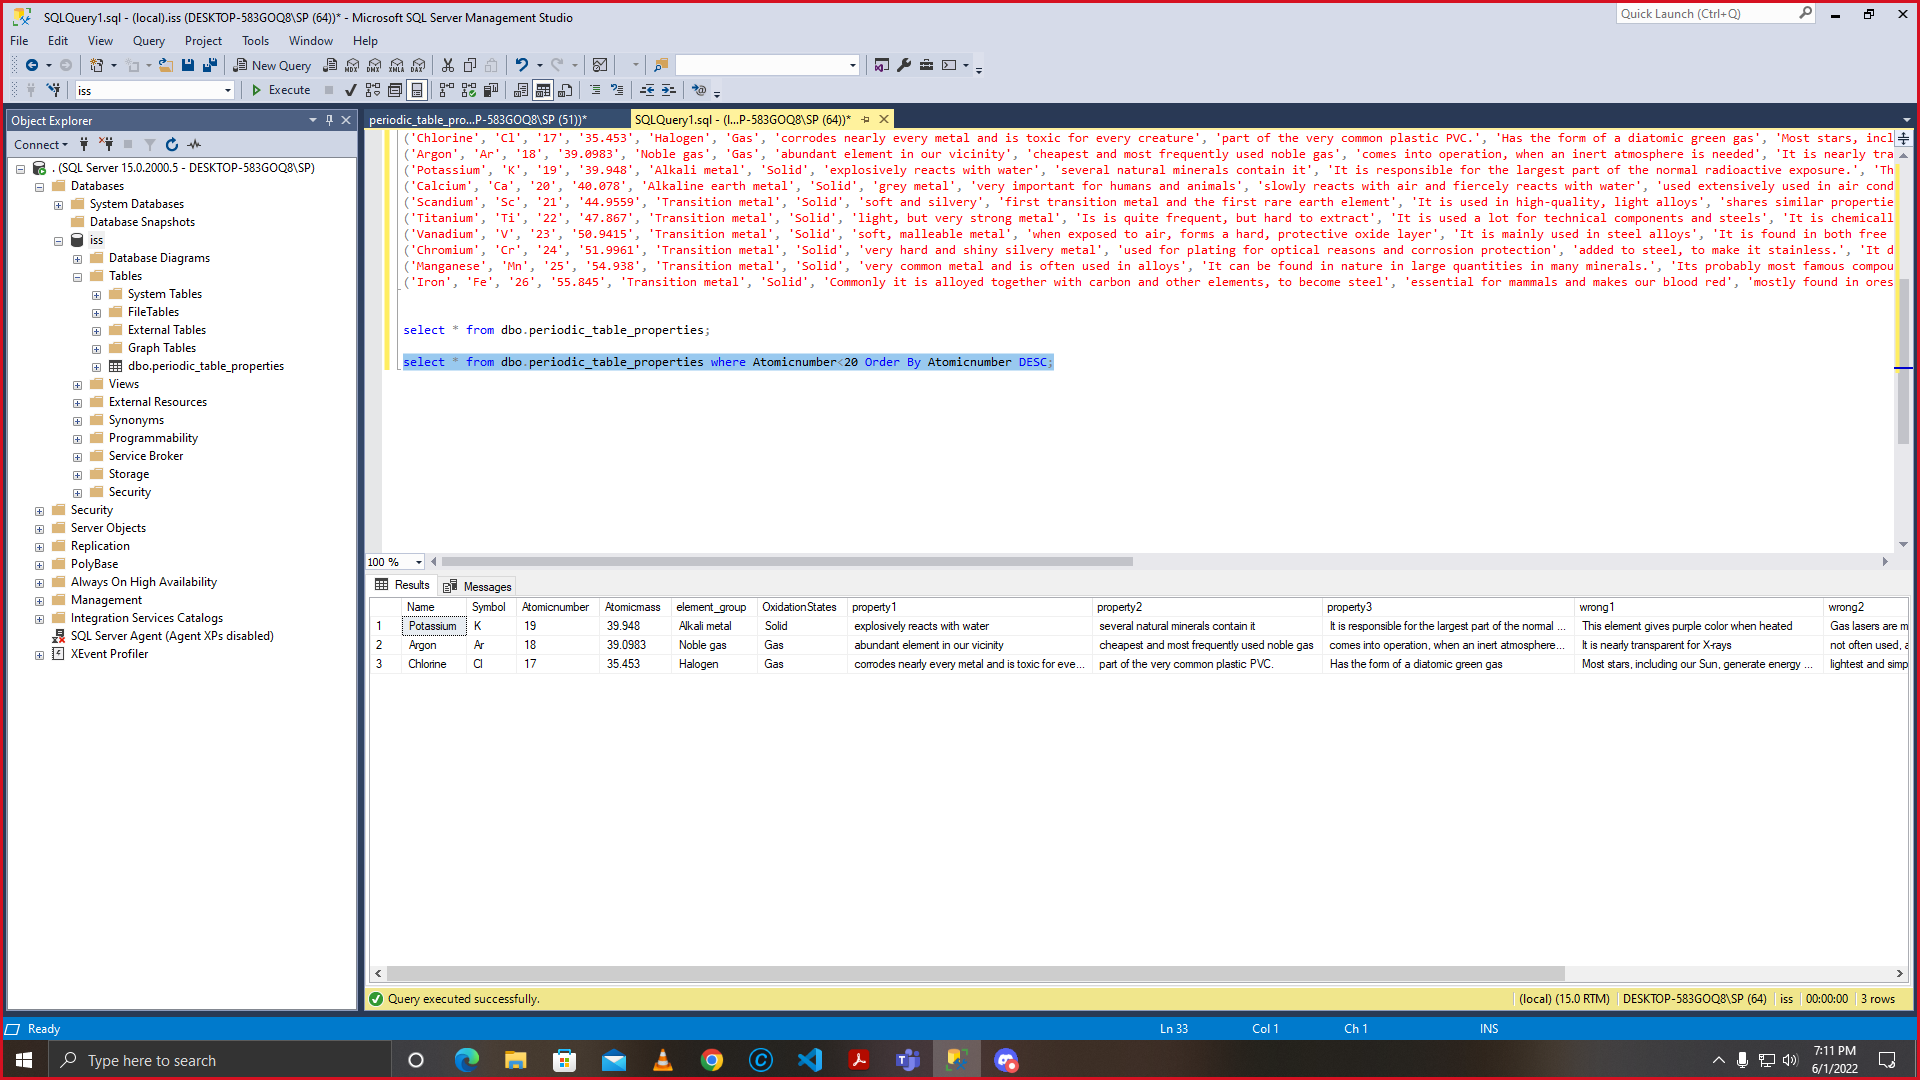 SQLQuery1.sql - (local).iss (DESKTOP-583GOQ8\SP (64))* - Microsoft SQL Server Management Studio
Quick Launch (Ctrl+Q)
File Edit View Query Project Tools Window Help
New Query
MDX DMX XMLA DAX
iss
Execute
Object Explorer
Connect
. (SQL Server 15.0.2000.5 - DESKTOP-583GOQ8\SP)
Databases
System Databases
Database Snapshots
iss
Database Diagrams
Tables
System Tables
FileTables
External Tables
Graph Tables
dbo.periodic_table_properties
Views
External Resources
Synonyms
Programmability
Service Broker
Storage
Security
Security
Server Objects
Replication
PolyBase
Always On High Availability
Management
Integration Services Catalogs
SQL Server Agent (Agent XPs disabled)
XEvent Profiler
periodic_table_pro...P-583GOQ8\SP (51))*
SQLQuery1.sql - (l...P-583GOQ8\SP (64))*
('Chlorine', 'Cl', '17', '35.453', 'Halogen', 'Gas', 'corrodes nearly every metal and is toxic for every creature', 'part of the very common plastic PVC.', 'Has the form of a diatomic green gas', 'Most stars, incl
('Argon', 'Ar', '18', '39.0983', 'Noble gas', 'Gas', 'abundant element in our vicinity', 'cheapest and most frequently used noble gas', 'comes into operation, when an inert atmosphere is needed', 'It is nearly tra
('Potassium', 'K', '19', '39.948', 'Alkali metal', 'Solid', 'explosively reacts with water', 'several natural minerals contain it', 'It is responsible for the largest part of the normal radioactive exposure.', 'Th
('Calcium', 'Ca', '20', '40.078', 'Alkaline earth metal', 'Solid', 'grey metal', 'very important for humans and animals', 'slowly reacts with air and fiercely reacts with water', 'used extensively used in air cond
('Scandium', 'Sc', '21', '44.9559', 'Transition metal', 'Solid', 'soft and silvery', 'first transition metal and the first rare earth element', 'It is used in high-quality, light alloys', 'shares similar propertie
('Titanium', 'Ti', '22', '47.867', 'Transition metal', 'Solid', 'light, but very strong metal', 'Is is quite frequent, but hard to extract', 'It is used a lot for technical components and steels', 'It is chemicall
('Vanadium', 'V', '23', '50.9415', 'Transition metal', 'Solid', 'soft, malleable metal', 'when exposed to air, forms a hard, protective oxide layer', 'It is mainly used in steel alloys', 'It is found in both free
('Chromium', 'Cr', '24', '51.9961', 'Transition metal', 'Solid', 'very hard and shiny silvery metal', 'used for plating for optical reasons and corrosion protection', 'added to steel, to make it stainless.', 'It d
('Manganese', 'Mn', '25', '54.938', 'Transition metal', 'Solid', 'very common metal and is often used in alloys', 'It can be found in nature in large quantities in many minerals.', 'Its probably most famous compou
('Iron', 'Fe', '26', '55.845', 'Transition metal', 'Solid', 'Commonly it is alloyed together with carbon and other elements, to become steel', 'essential for mammals and makes our blood red', 'mostly found in ores
select * from dbo.periodic_table_properties;
select * from dbo.periodic_table_properties where Atomicnumber<20 Order By Atomicnumber DESC;
100 %
Results Messages
Name Symbol Atomicnumber Atomicmass element_group OxidationStates property1 property2 property3 wrong1 wrong2
1 Potassium K 19 39.948 Alkali metal Solid explosively reacts with water several natural minerals contain it It is responsible for the largest part of the normal ... This element gives purple color when heated Gas lasers are m
2 Argon Ar 18 39.0983 Noble gas Gas abundant element in our vicinity cheapest and most frequently used noble gas comes into operation, when an inert atmosphere... It is nearly transparent for X-rays not often used, a
3 Chlorine Cl 17 35.453 Halogen Gas corrodes nearly every metal and is toxic for eve... part of the very common plastic PVC. Has the form of a diatomic green gas Most stars, including our Sun, generate energy ... lightest and simp
Query executed successfully.
(local) (15.0 RTM) DESKTOP-583GOQ8\SP (64) iss 00:00:00 3 rows
Ready
Ln 33 Col 1 Ch 1 INS
Type here to search
7:11 PM
6/1/2022